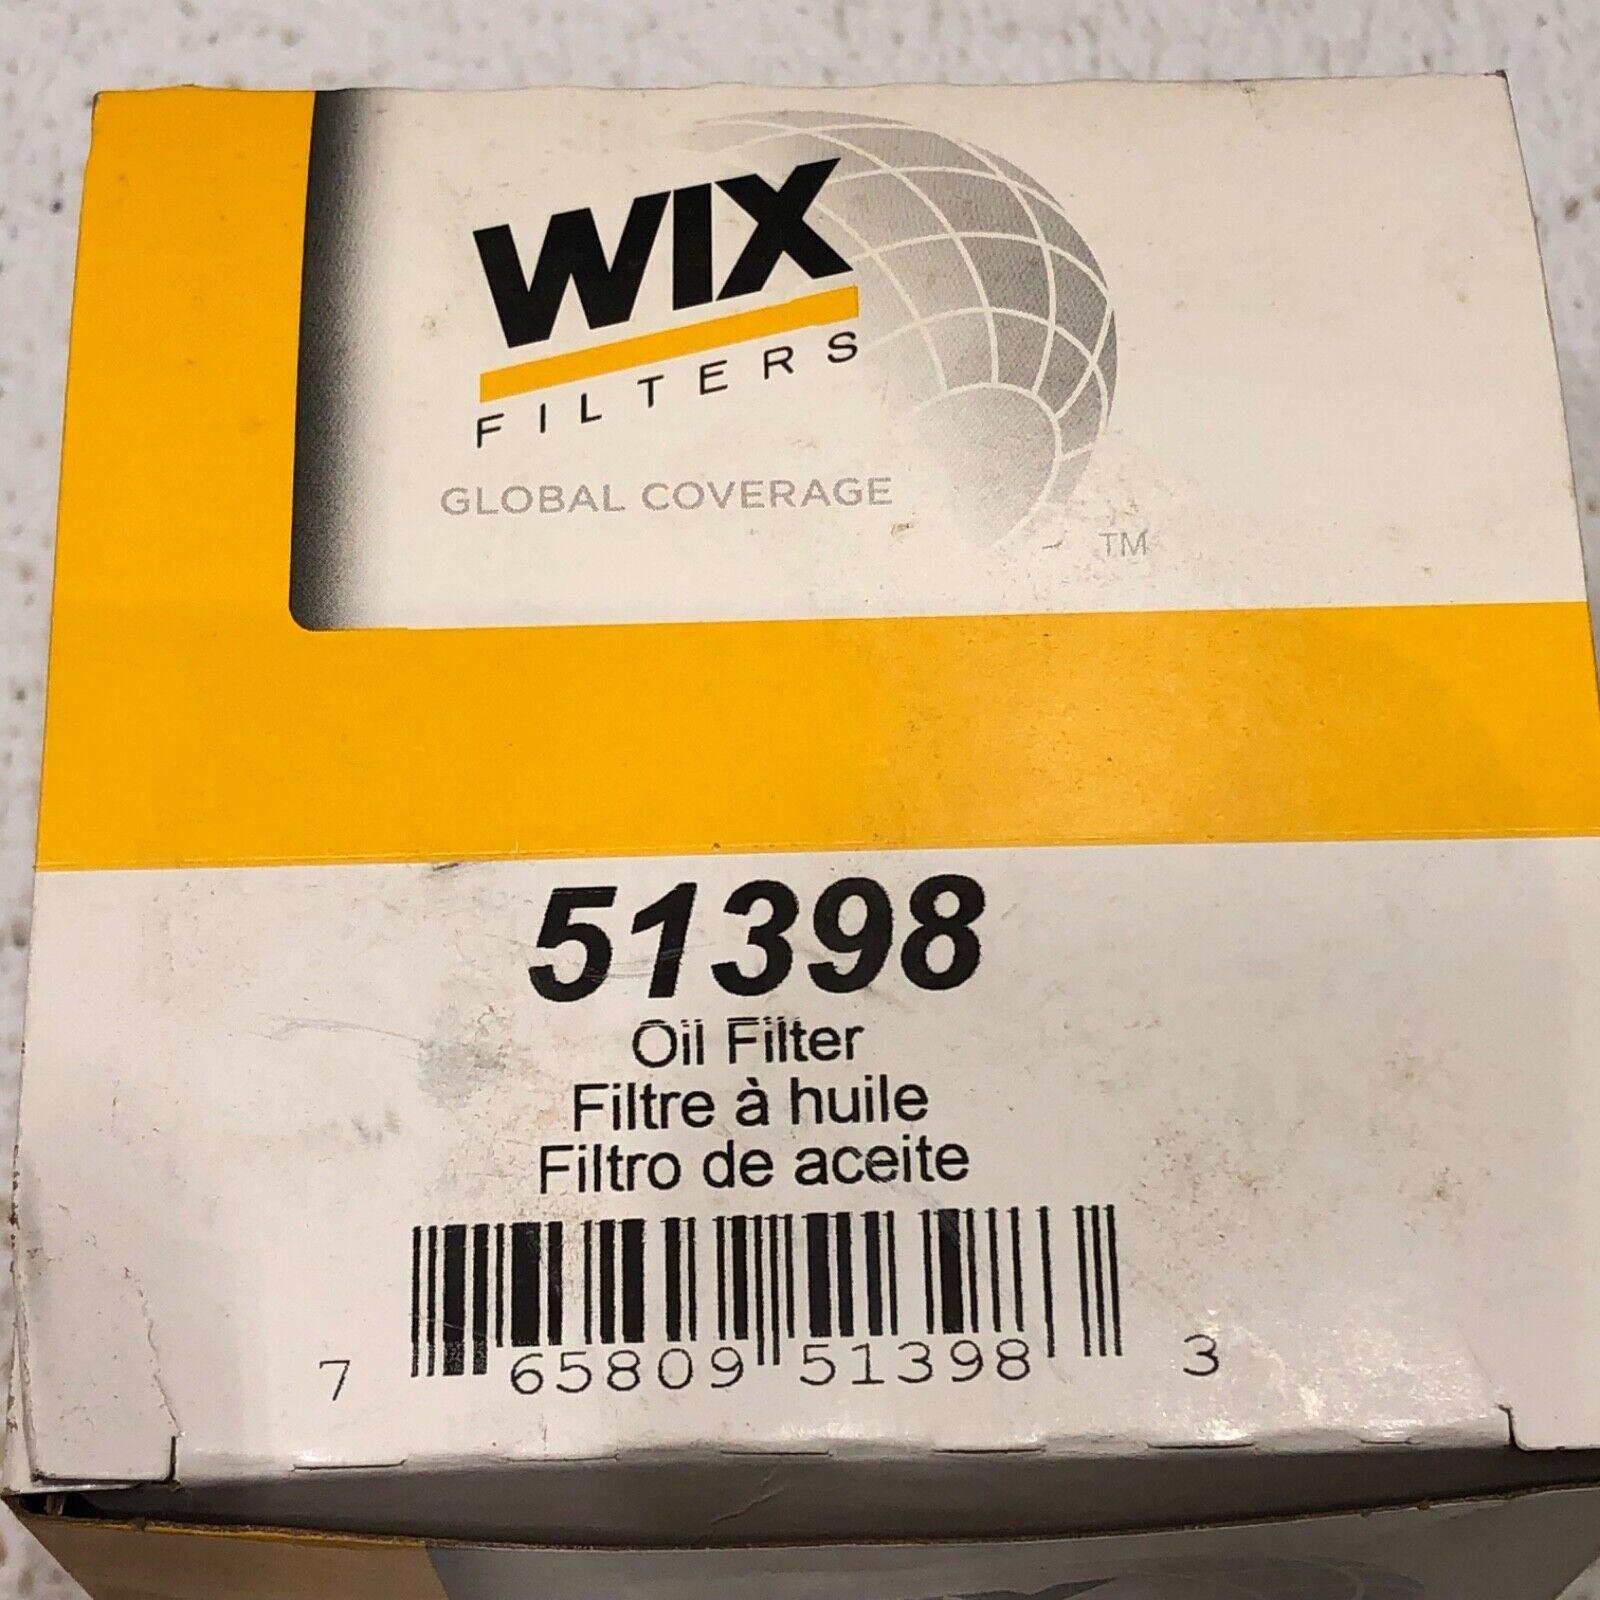 WIX
FILTERS
GLOBAL COVERAGE
TM
51398
Oil Filter
Filtre à huile
Filtro de aceite
7 65809 51398 3